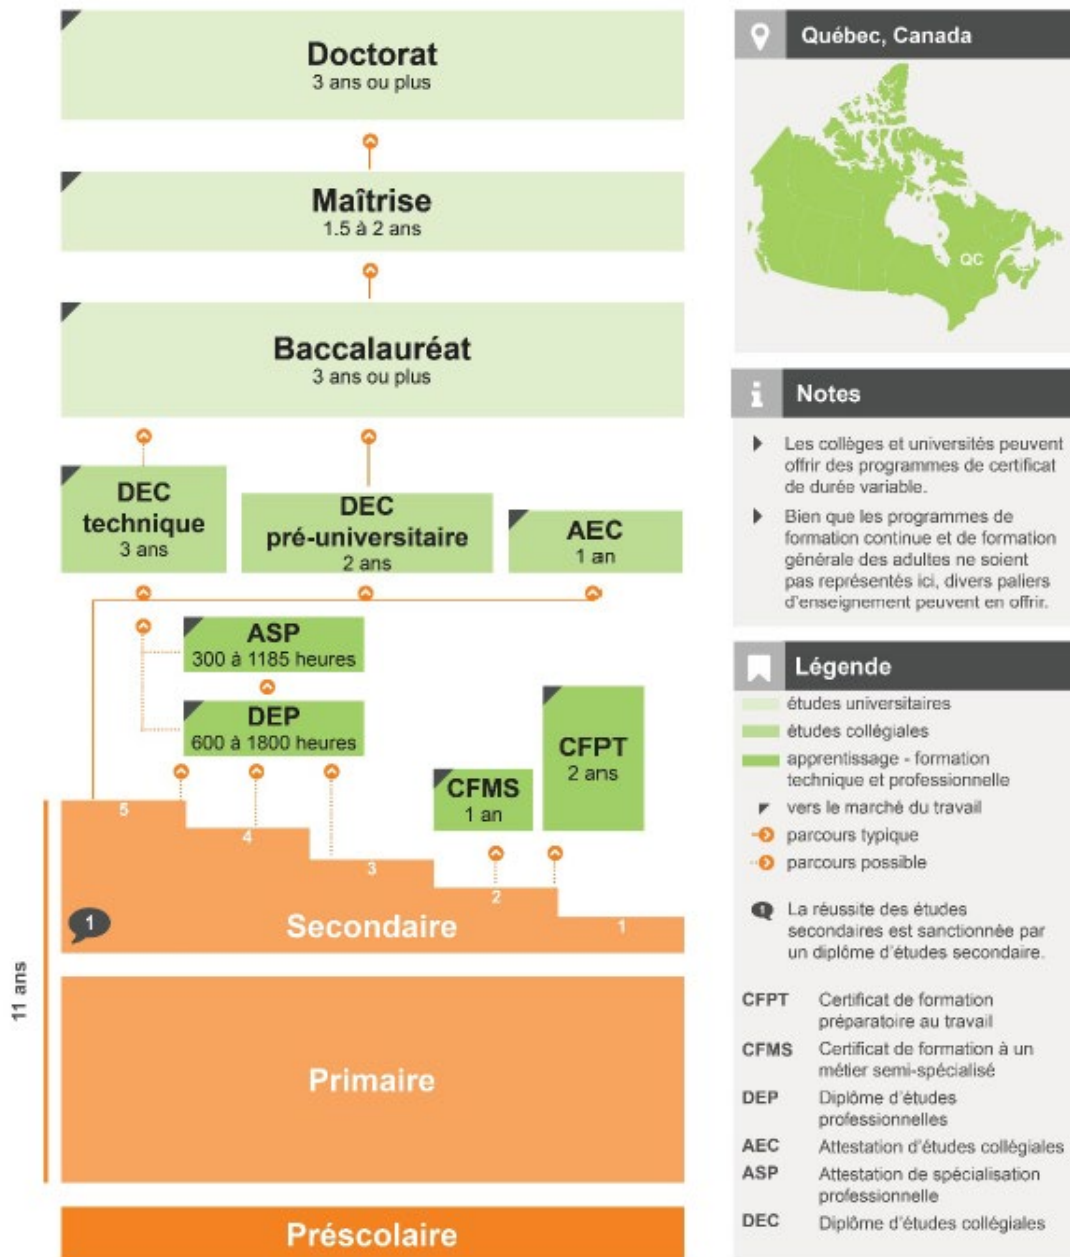 Doctorat
3 ans ou plus
Maîtrise
1.5 à 2 ans
Baccalauréat
3 ans ou plus
DEC
technique
3 ans
DEC
pré-universitaire
2 ans
AEC
1 an
ASP
300 à 1185 heures
DEP
600 à 1800 heures
CFMS
1 an
CFPT
2 ans
5
4
3
2
1
1
Secondaire
11 ans
Primaire
Préscolaire
Québec, Canada
QC
i Notes
Les collèges et universités peuvent
offrir des programmes de certificat
de durée variable.
Bien que les programmes de
formation continue et de formation
générale des adultes ne soient
pas représentés ici, divers paliers
d'enseignement peuvent en offrir.
Légende
études universitaires
études collégiales
apprentissage - formation
technique et professionnelle
vers le marché du travail
parcours typique
parcours possible
1 La réussite des études
secondaires est sanctionnée par
un diplôme d'études secondaire.
CFPT Certificat de formation
préparatoire au travail
CFMS Certificat de formation à un
métier semi-spécialisé
DEP Diplôme d'études
professionnelles
AEC Attestation d'études collégiales
ASP Attestation de spécialisation
professionnelle
DEC Diplôme d'études collégiales